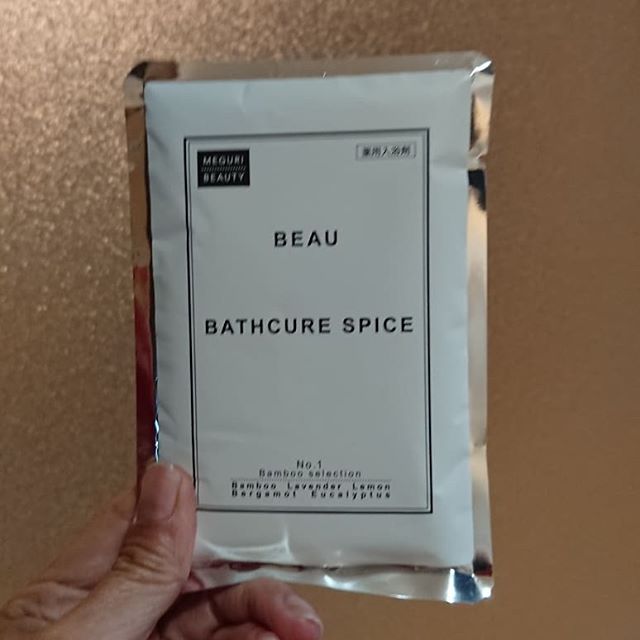 MEGURI
BEAUTY
薬用入浴剤
BEAU
BATHCURE SPICE
No.1
Bamboo selection
Bamboo Lavender Lemon
Bergamot Eucalyptus